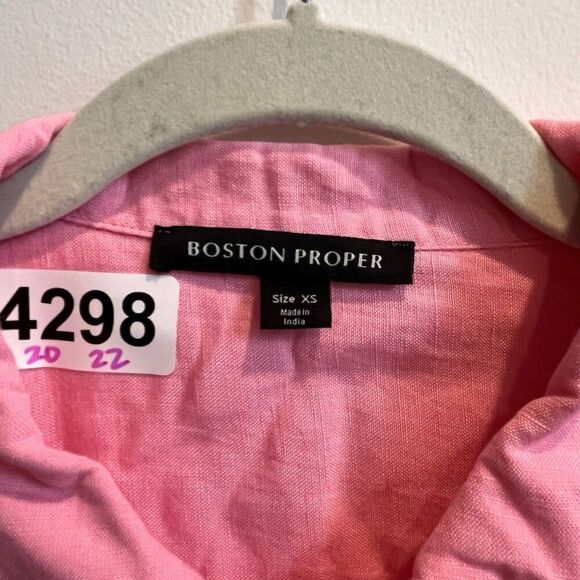 BOSTON PROPER
Size XS
Made in
India
4298
20 22